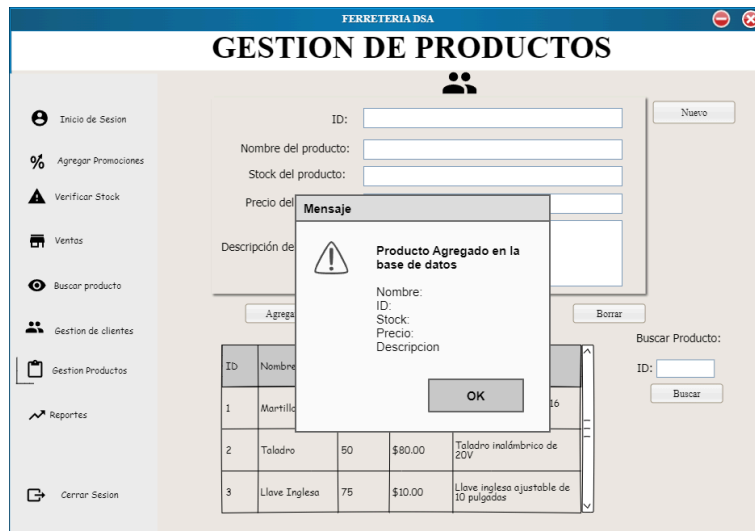 FERRETERIA DSA
GESTION DE PRODUCTOS
Inicio de Sesion
Agregar Promociones
Verificar Stock
Ventas
Buscar producto
Gestion de clientes
Gestion Productos
Reportes
Cerrar Sesion
ID:
Nuevo
Nombre del producto:
Stock del producto:
Precio del
Descripción de
Mensaje
Producto Agregado en la
base de datos
Nombre:
ID:
Stock:
Precio:
Descripcion
OK
Borrar
Buscar Producto:
ID:
Buscar
ID Nombre
1 Martillo 16
2 Taladro 50 $80.00 Taladro inalámbrico de
20V
3 Llave Inglesa 75 $10.00 Llave inglesa ajustable de
10 pulgadas